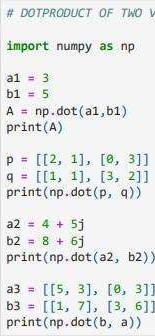 # DOTPRODUCT OF TWO
import numpy as np
a1 = 3
b1 = 5
A = np.dot(a1,b1)
print(A)
p = [[2, 1], [0, 3]]
q = [[1, 1], [3, 2]]
print(np.dot(p, q))
a2 = 4 + 5j
b2 = 8 + 6j
print(np.dot(a2, b2))
a3 = [[5, 3], [0, 3]]
b3 = [[1, 7], [3, 6]]
print(np.dot(b, a))